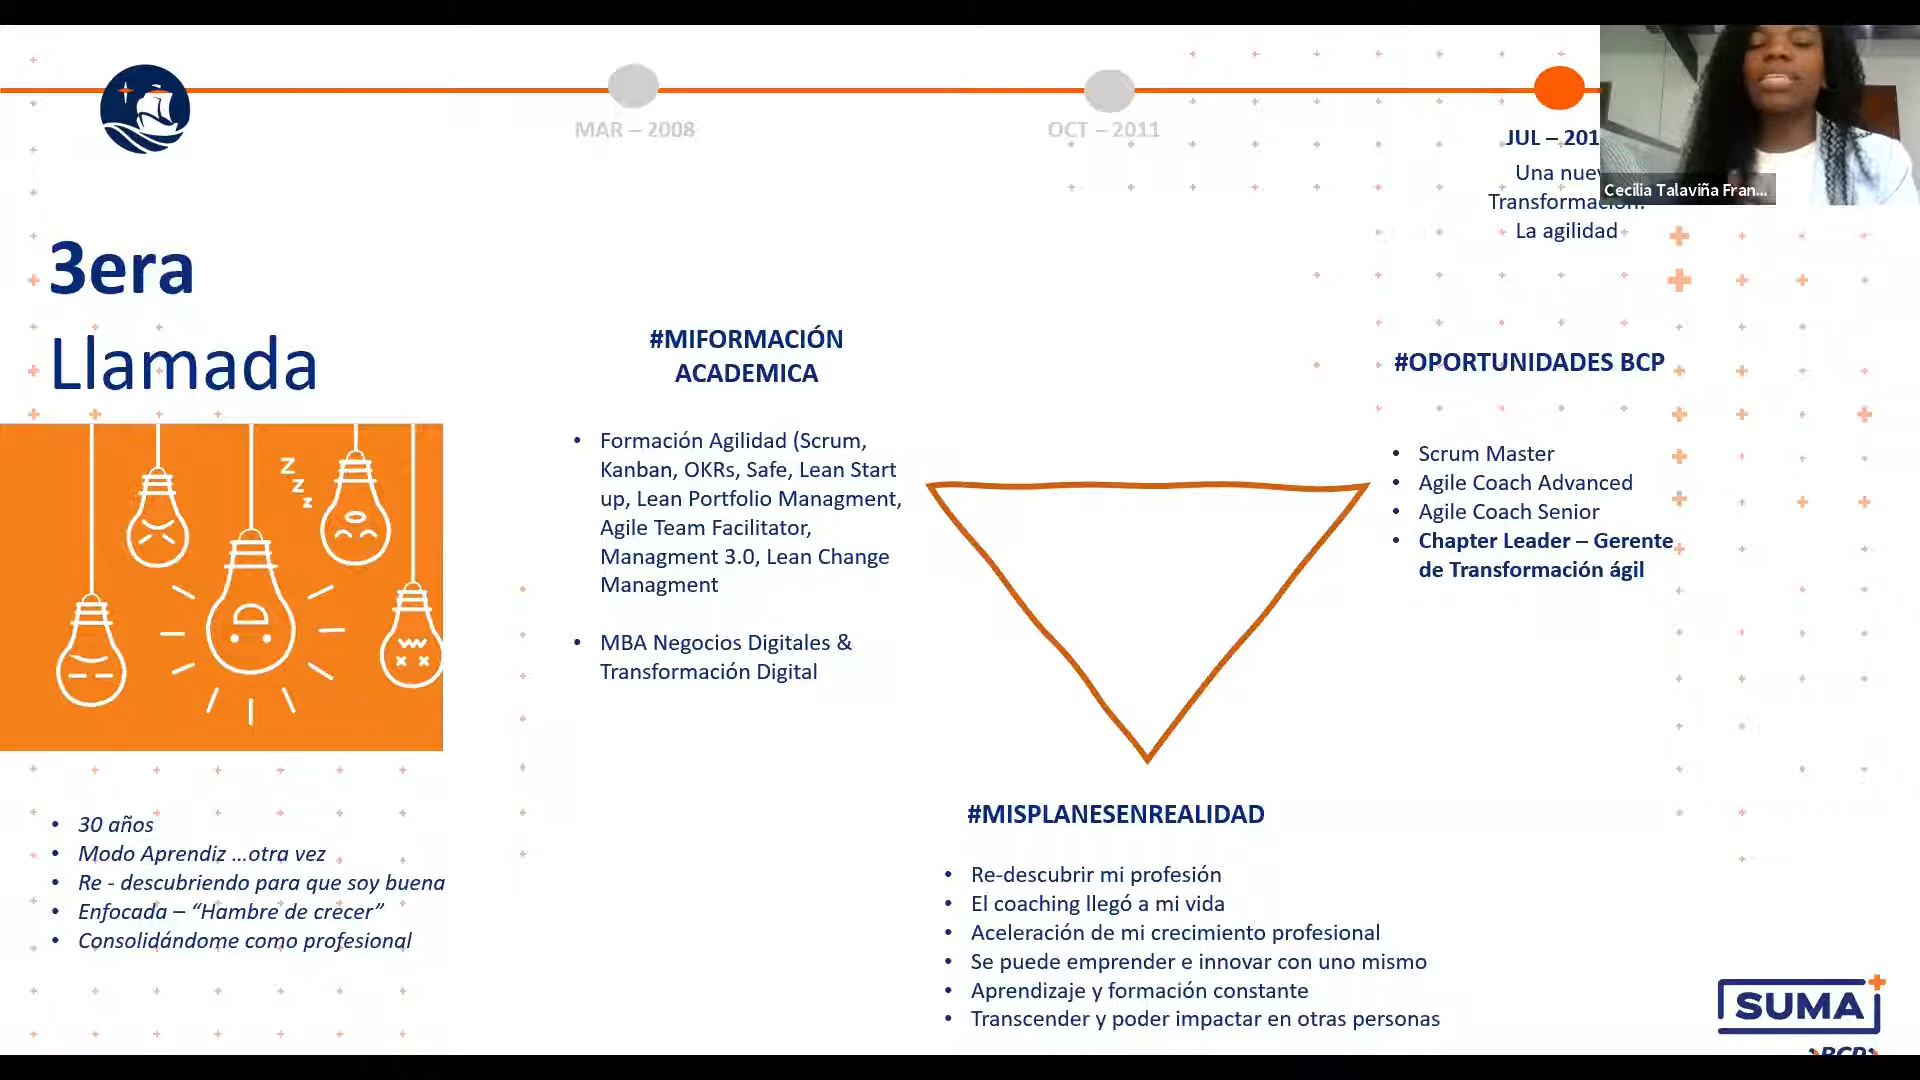 MAR – 2008
OCT – 2011
JUL – 201
Una nuev
Transformación:
La agilidad
Cecilia Talaviña Fran...
3era
Llamada
#MIFORMACIÓN
ACADEMICA
• Formación Agilidad (Scrum,
Kanban, OKRs, Safe, Lean Start
up, Lean Portfolio Managment,
Agile Team Facilitator,
Managment 3.0, Lean Change
Managment
• MBA Negocios Digitales &
Transformación Digital
#OPORTUNIDADES BCP
• Scrum Master
• Agile Coach Advanced
• Agile Coach Senior
• Chapter Leader – Gerente
de Transformación ágil
z
z
z
• 30 años
• Modo Aprendiz ...otra vez
• Re - descubriendo para que soy buena
• Enfocada – “Hambre de crecer”
• Consolidándome como profesional
#MISPLANESENREALIDAD
• Re-descubrir mi profesión
• El coaching llegó a mi vida
• Aceleración de mi crecimiento profesional
• Se puede emprender e innovar con uno mismo
• Aprendizaje y formación constante
• Transcender y poder impactar en otras personas
SUMA
BCP